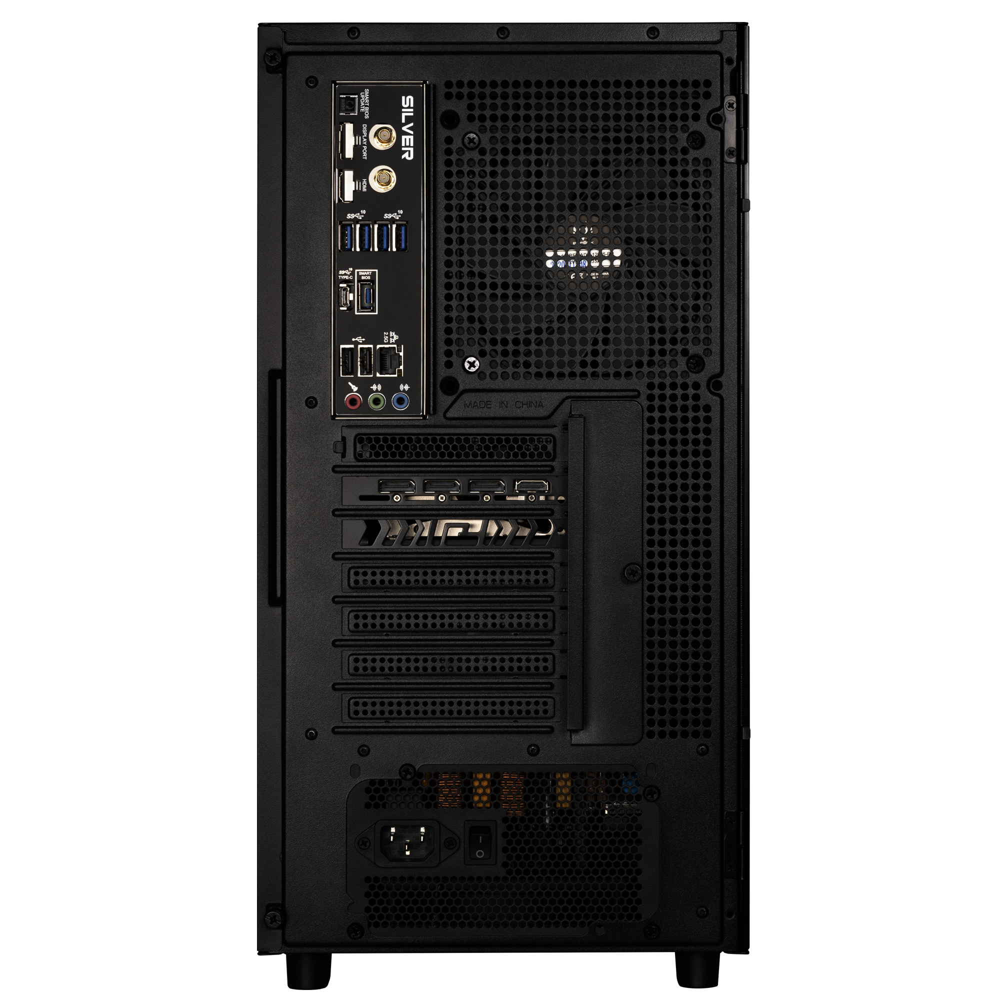 SILVER
SMART BIOS
UPDATE
BIOS
DISPLAY PORT
HDMI
SS 10
SS 10
SS 10
TYPE-C
SMART
BIOS
2.5G
MADE IN CHINA